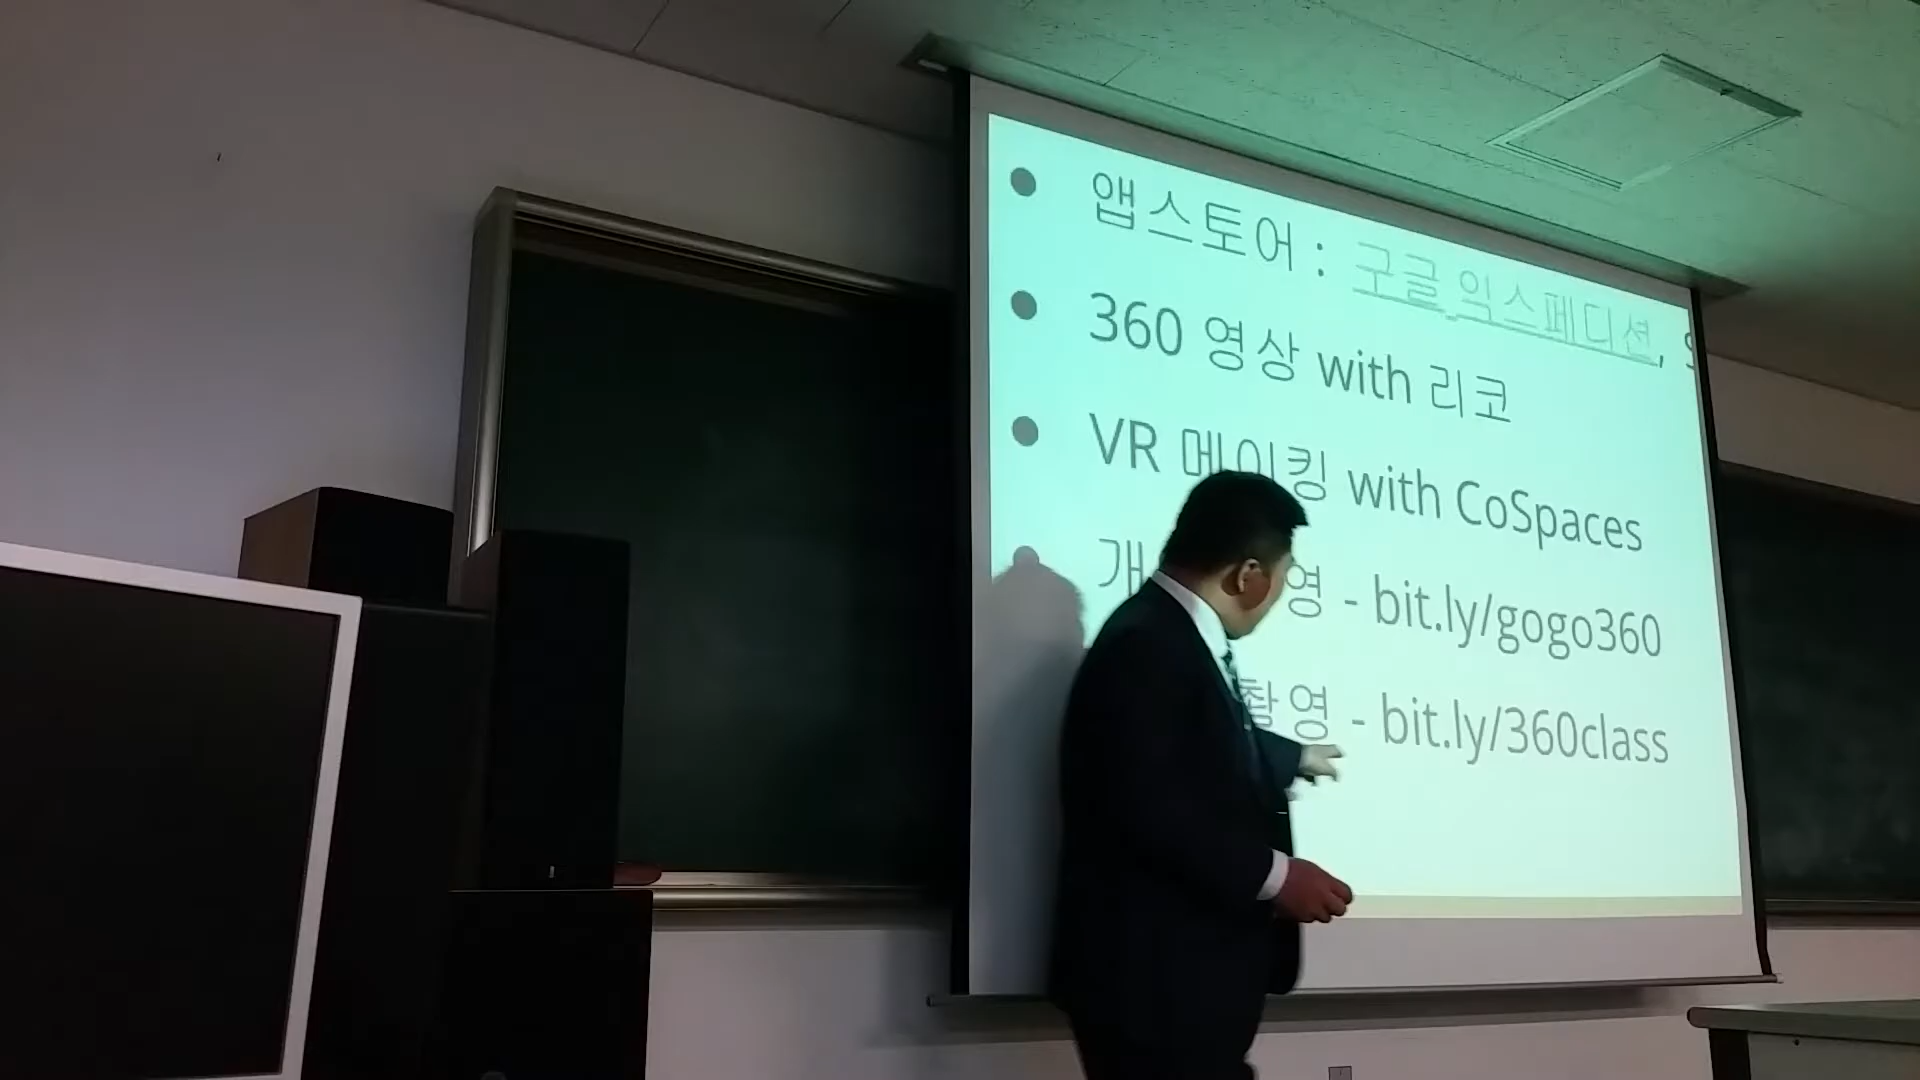 앱스토어 : 구글 익스페디션,
360 영상 with 리코
VR 메이킹 with CoSpaces
- bit.ly/gogo360
촬영 - bit.ly/360class